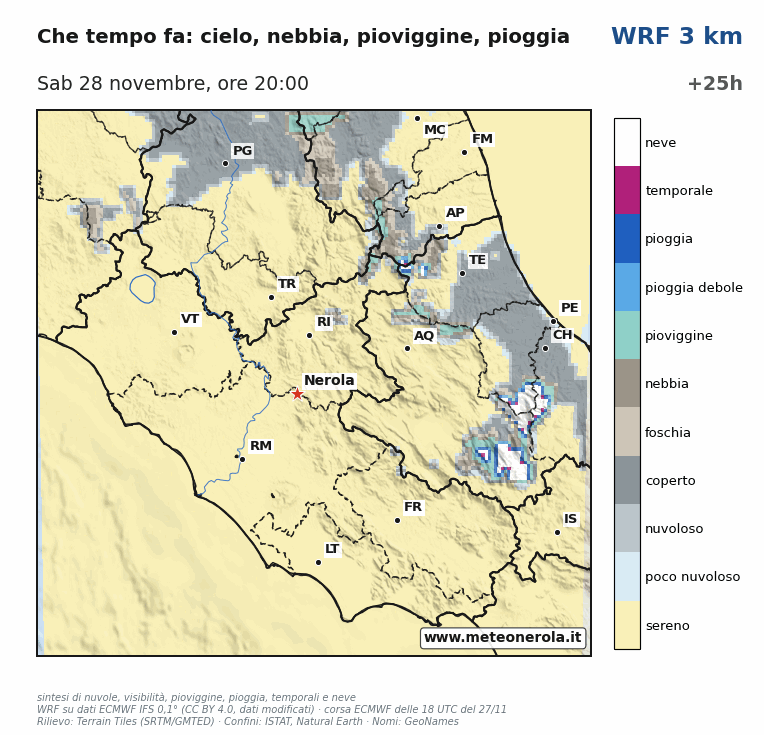 Che tempo fa: cielo, nebbia, pioviggine, pioggia
WRF 3 km
Sab 28 novembre, ore 20:00
+25h
MC
FM
PG
AP
TE
TR
PE
VT
RI
CH
AQ
Nerola
RM
FR
IS
LT
www.meteonerola.it
neve
temporale
pioggia
pioggia debole
pioviggine
nebbia
foschia
coperto
nuvoloso
poco nuvoloso
sereno
sintesi di nuvole, visibilità, pioviggine, pioggia, temporali e neve
WRF su dati ECMWF IFS 0,1° (CC BY 4.0, dati modificati) · corsa ECMWF delle 18 UTC del 27/11
Rilievo: Terrain Tiles (SRTM/GMTED) · Confini: ISTAT, Natural Earth · Nomi: GeoNames